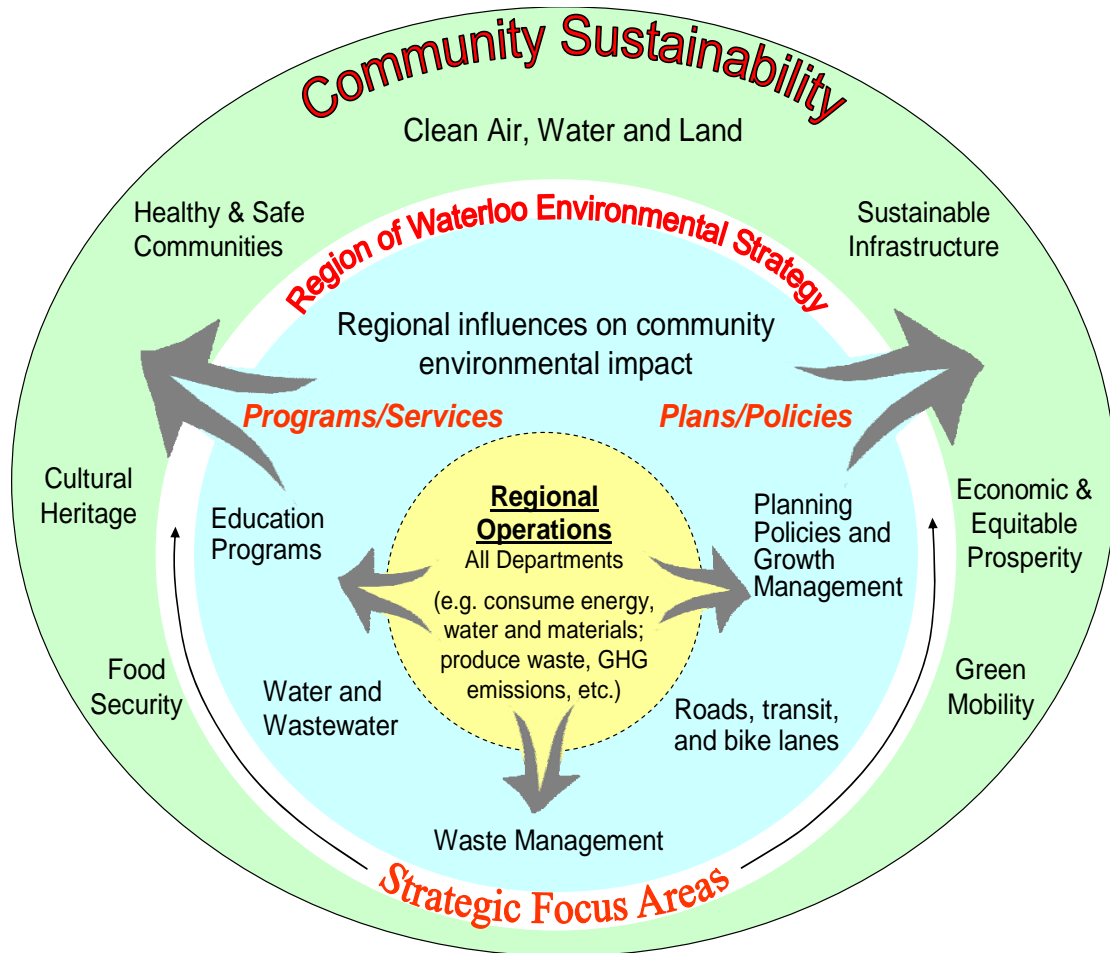 Community Sustainability
Clean Air, Water and Land
Healthy & Safe
Communities
Sustainable
Infrastructure
Region of Waterloo Environmental Strategy
Regional influences on community
environmental impact
Programs/Services
Plans/Policies
Cultural
Heritage
Education
Programs
Regional
Operations
All Departments
(e.g. consume energy,
water and materials;
produce waste, GHG
emissions, etc.)
Planning
Policies and
Growth
Management
Economic &
Equitable
Prosperity
Food
Security
Water and
Wastewater
Roads, transit,
and bike lanes
Green
Mobility
Waste Management
Strategic Focus Areas